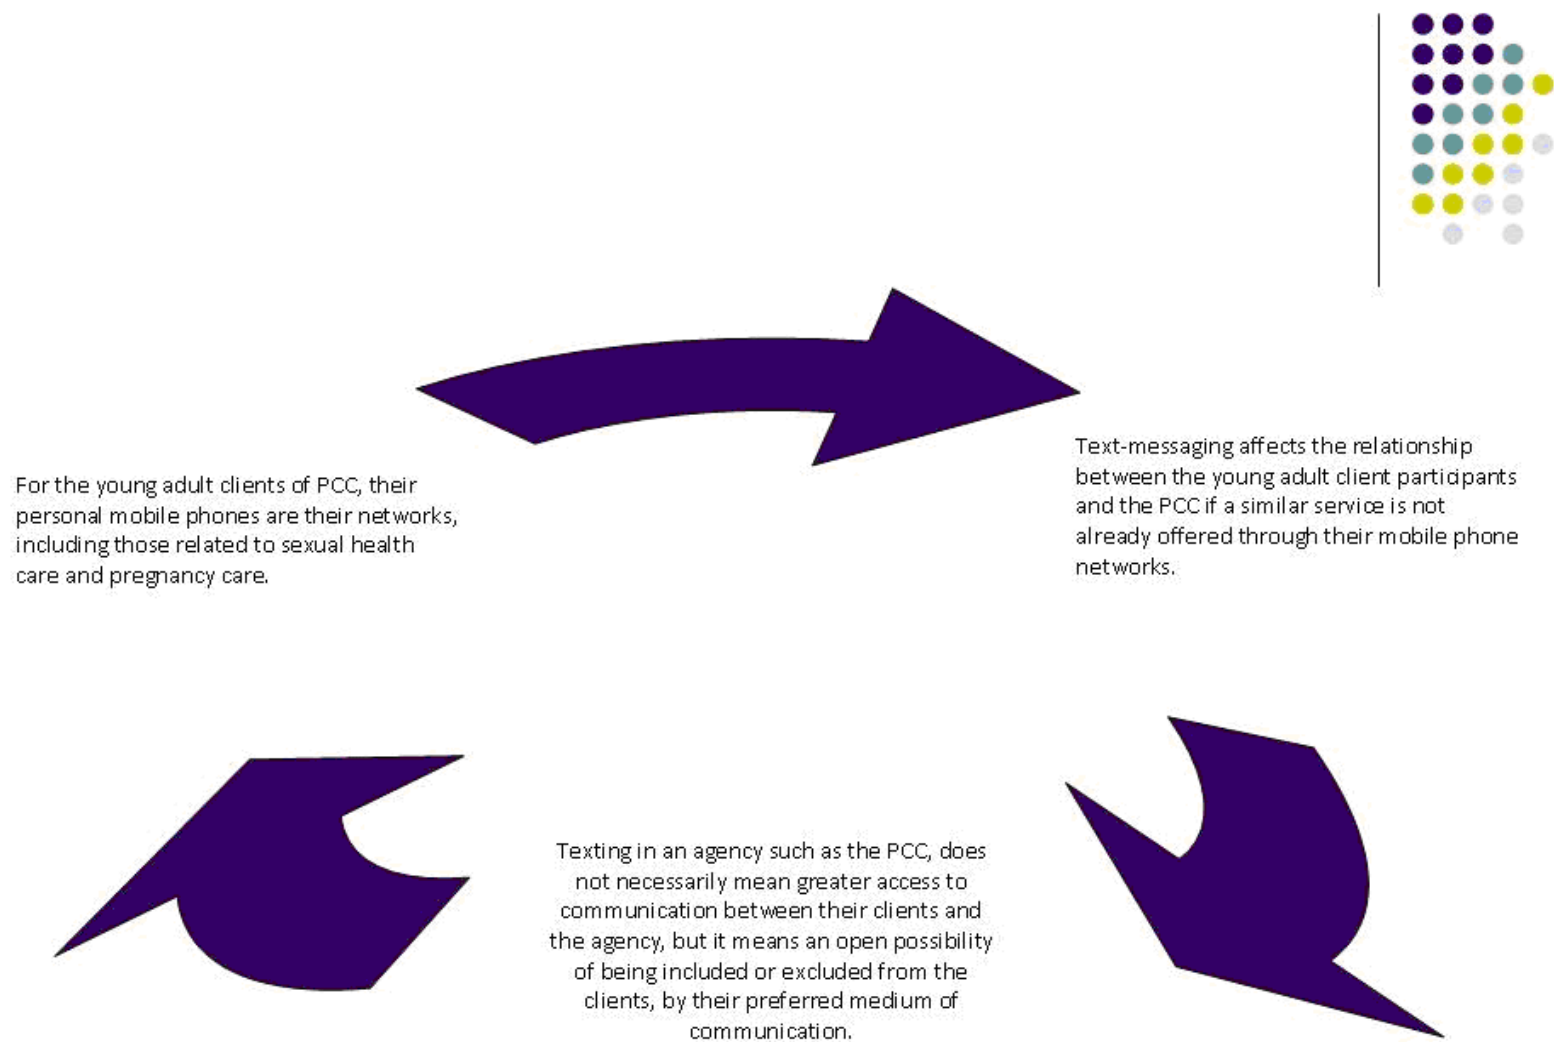 For the young adult clients of PCC, their
personal mobile phones are their networks,
including those related to sexual health
care and pregnancy care.
Text-messaging affects the relationship
between the young adult client participants
and the PCC if a similar service is not
already offered through their mobile phone
networks.
Texting in an agency such as the PCC, does
not necessarily mean greater access to
communication between their clients and
the agency, but it means an open possibility
of being included or excluded from the
clients, by their preferred medium of
communication.